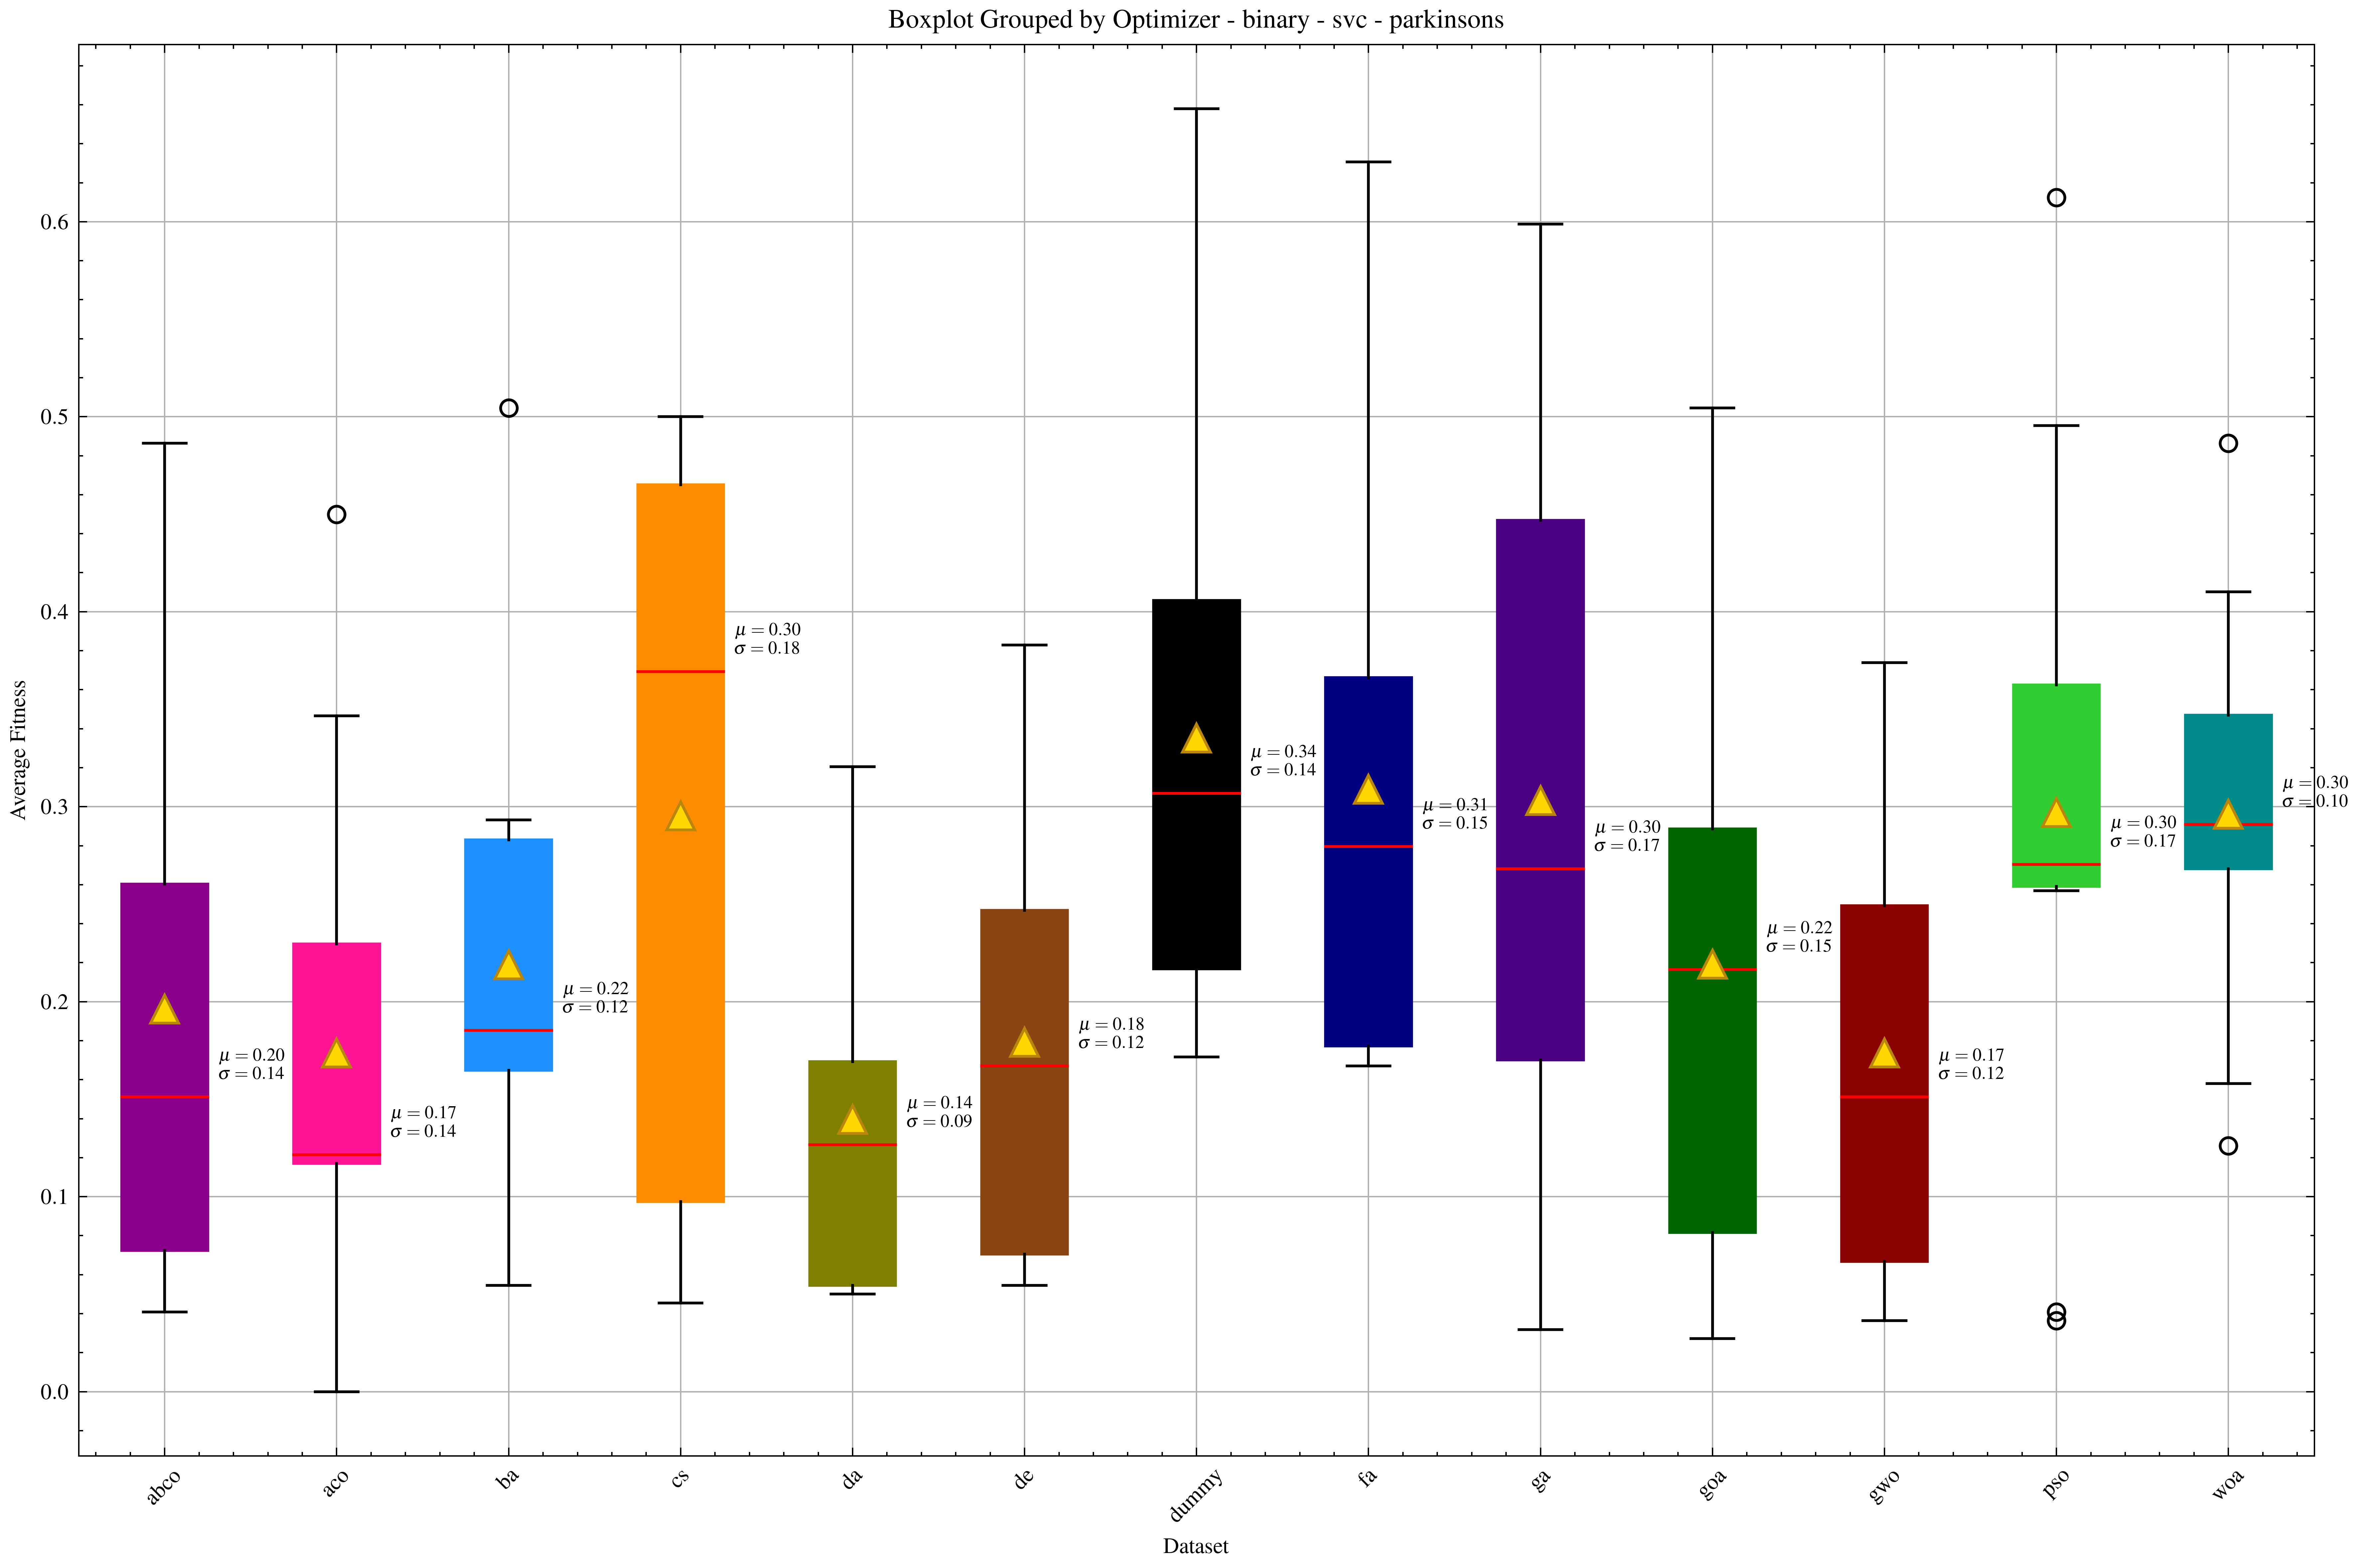 Boxplot Grouped by Optimizer - binary - svc - parkinsons
Average Fitness
0.6
0.5
0.4
0.3
0.2
0.1
0.0
μ = 0.20
σ = 0.14
μ = 0.17
σ = 0.14
μ = 0.22
σ = 0.12
μ = 0.30
σ = 0.18
μ = 0.14
σ = 0.09
μ = 0.18
σ = 0.12
μ = 0.34
σ = 0.14
μ = 0.31
σ = 0.15
μ = 0.30
σ = 0.17
μ = 0.22
σ = 0.15
μ = 0.17
σ = 0.12
μ = 0.30
σ = 0.17
μ = 0.30
σ = 0.10
abco
aco
ba
cs
da
de
dummy
fa
ga
goa
gwo
pso
woa
Dataset